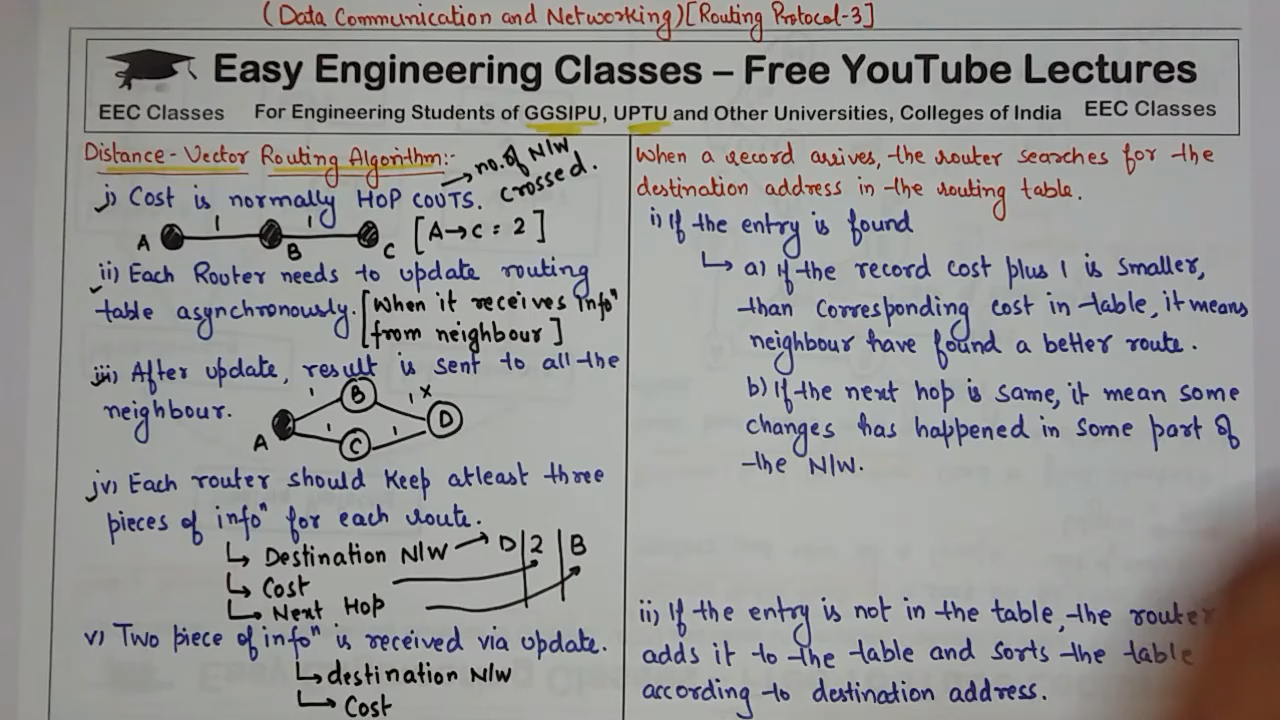 (Data Communication and Networking)[Routing Protocol-3]
Easy Engineering Classes – Free YouTube Lectures
EEC Classes For Engineering Students of GGSIPU, UPTU and Other Universities, Colleges of India EEC Classes
Distance-Vector Routing Algorithm:-
→ no. of N/W
crossed.
i) Cost is normally HOP COUTS.
A 1 B 1 C [A→C = 2]
ii) Each Router needs to update routing
table asynchronously. [When it receives infoⁿ
from neighbour]
iii) After update, result is sent to all the
neighbour.
A 1 B 1 x D
1 C 1
iv) Each router should keep atleast three
pieces of infoⁿ for each route.
↳ Destination N/W → D | 2 | B
↳ Cost
↳ Next Hop
v) Two piece of infoⁿ is received via update.
↳ destination N/W
↳ Cost
When a record arives, the router searches for the
destination address in the routing table.
i) If the entry is found
↳ a) if the record cost plus 1 is smaller,
than corresponding cost in table, it means
neighbour have found a better route.
b) if the next hop is same, it mean some
changes has happened in some part of
the N/W.
ii) If the entry is not in the table, the router
adds it to the table and sorts the table
according to destination address.